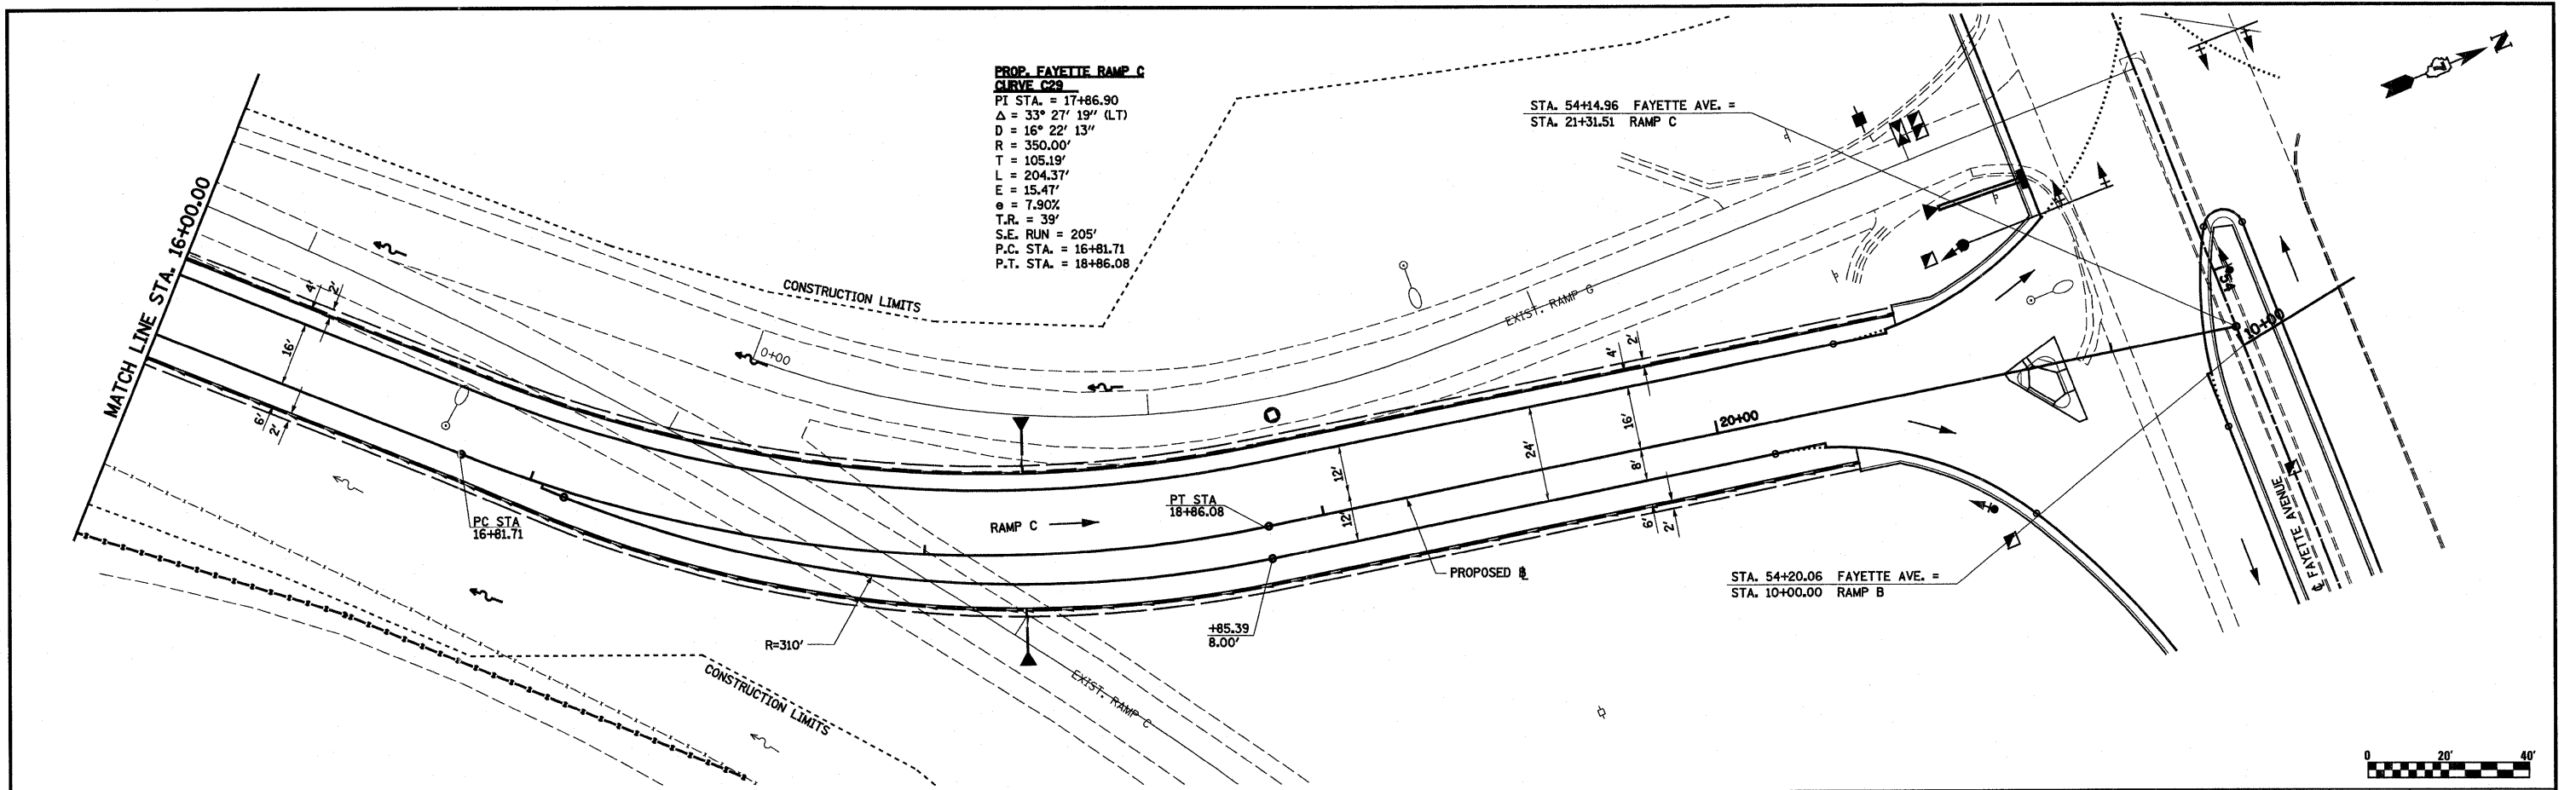 PROP. FAYETTE RAMP C
CURVE C29
PI STA. = 17+86.90
Δ = 33° 27' 19" (LT)
D = 16° 22' 13"
R = 350.00'
T = 105.19'
L = 204.37'
E = 15.47'
e = 7.90%
T.R. = 39'
S.E. RUN = 205'
P.C. STA. = 16+81.71
P.T. STA. = 18+86.08
STA. 54+14.96 FAYETTE AVE. =
STA. 21+31.51 RAMP C
N
MATCH LINE STA. 16+00.00
CONSTRUCTION LIMITS
EXIST. RAMP C
0+00
4'
2'
16'
6'
2'
PC STA
16+81.71
RAMP C
PT STA
18+86.08
12'
12'
24'
4'
2'
16'
8'
6'
2'
20+00
54
10+00
PROPOSED ℄
R=310'
+85.39
8.00'
EXIST. RAMP C
CONSTRUCTION LIMITS
STA. 54+20.06 FAYETTE AVE. =
STA. 10+00.00 RAMP B
℄ FAYETTE AVENUE
0 20' 40'